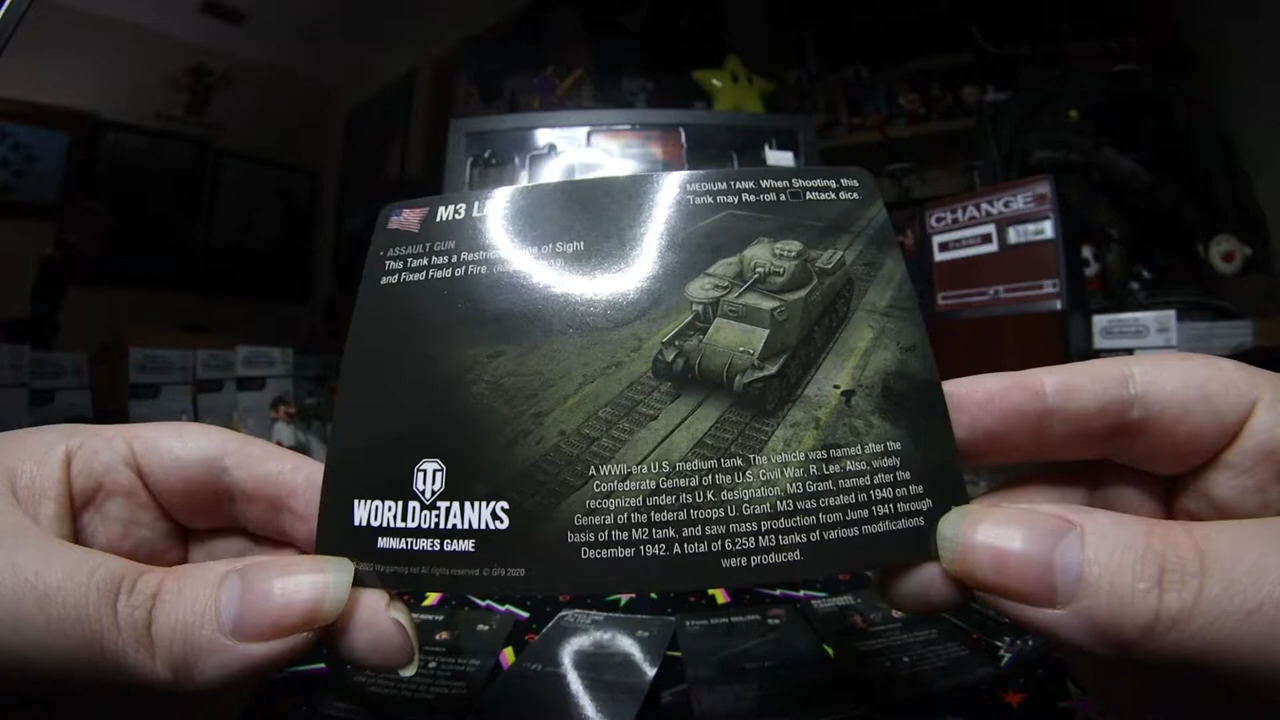 M3 L
MEDIUM TANK: When Shooting, this
Tank may Re-roll a Attack dice.
• ASSAULT GUN
This Tank has a Restric ne of Sight
and Fixed Field of Fire.
A WWII-era U.S. medium tank. The vehicle was named after the
Confederate General of the U.S. Civil War, R. Lee. Also, widely
recognized under its U.K. designation, M3 Grant, named after the
General of the federal troops U. Grant. M3 was created in 1940 on the
basis of the M2 tank, and saw mass production from June 1941 through
December 1942. A total of 6,258 M3 tanks of various modifications
were produced.
WORLD OF TANKS
MINIATURES GAME
2020 Wargaming.net All rights reserved. © GF9 2020
CHANGE
Nintendo